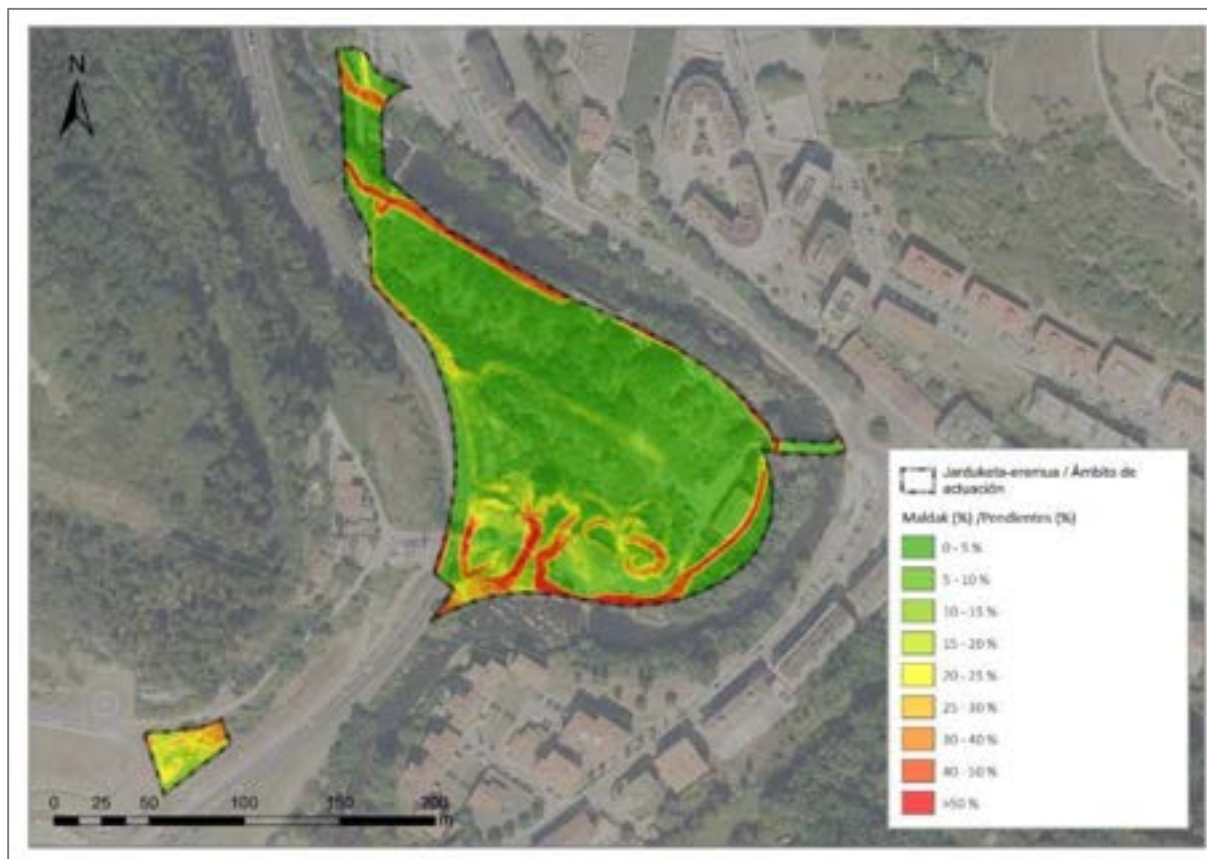 N
Jarduketa-eremua / Ámbito de
actuación
Maldak (%) /Pendientes (%)
0 - 5 %
5 - 10 %
10 - 15 %
15 - 20 %
20 - 25 %
25 - 30 %
30 - 40 %
40 - 50 %
>50 %
0 25 50 100 150 200
m